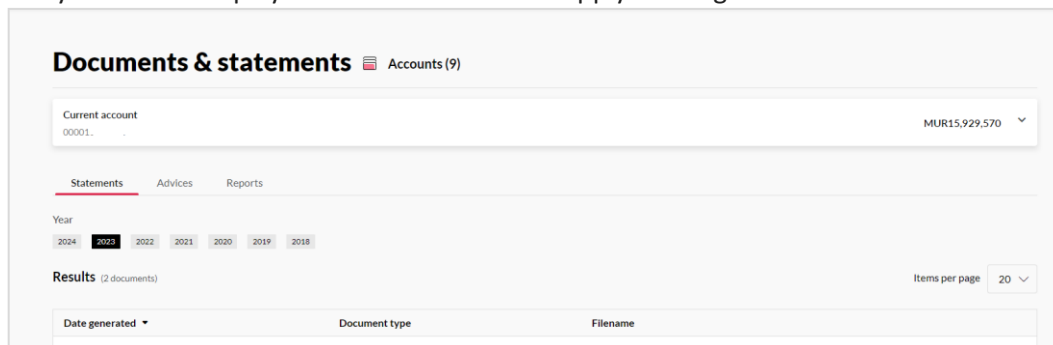 Documents & statements Accounts (9)
Current account
00001.
MUR15,929,570
Statements Advices Reports
Year
2024 2023 2022 2021 2020 2019 2018
Results (2 documents) Items per page 20
Date generated Document type Filename